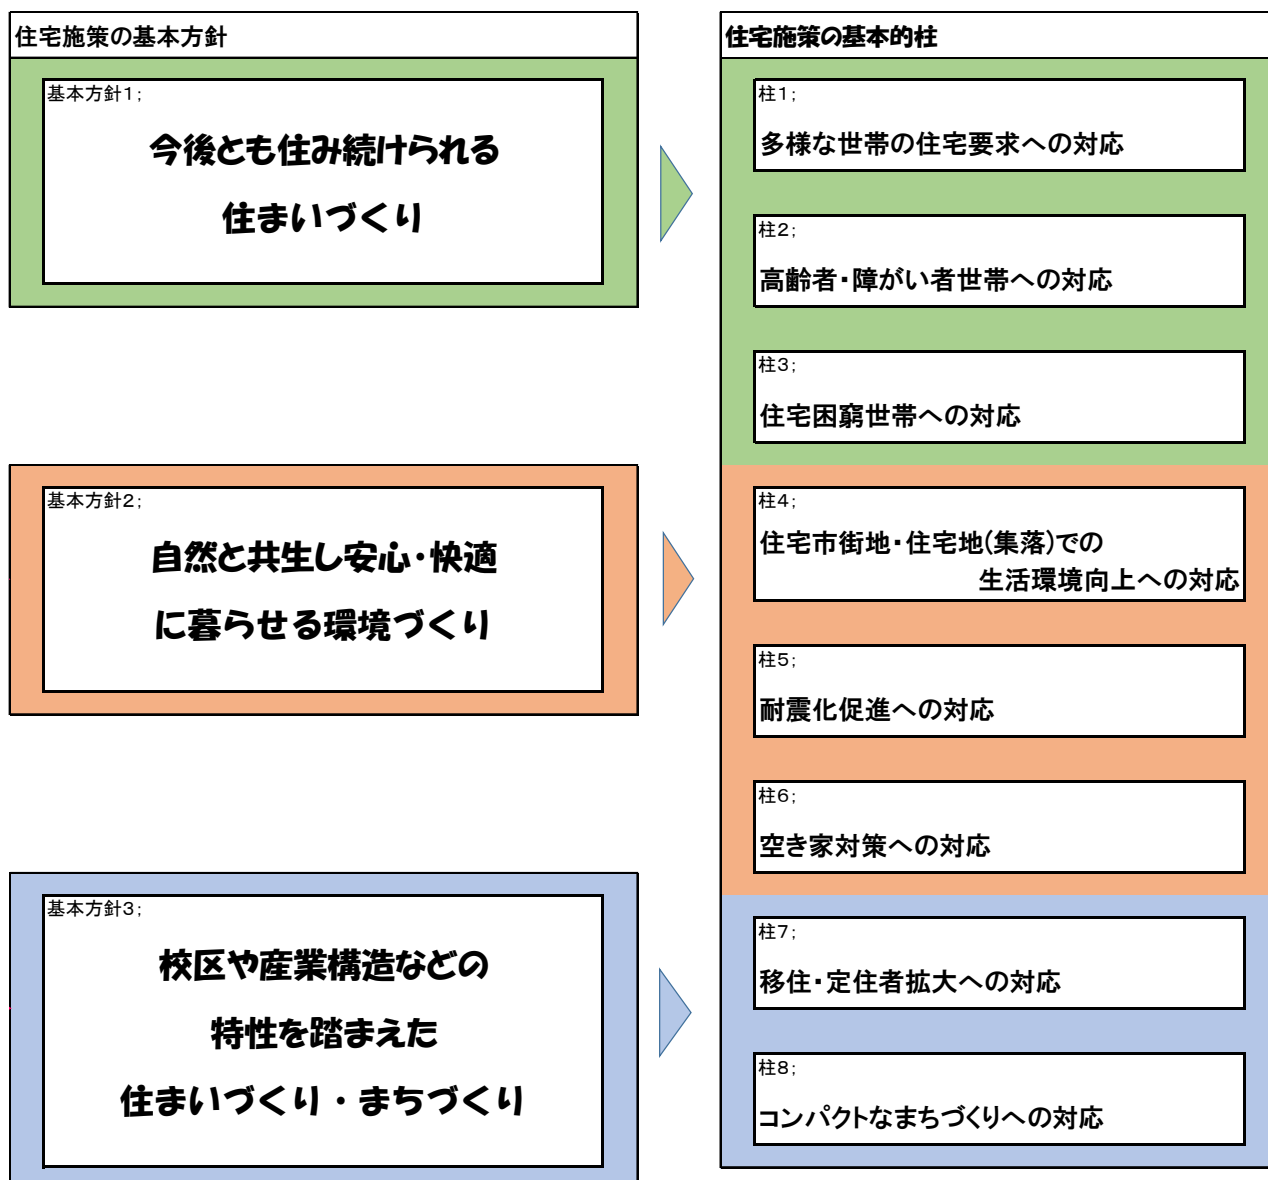 住宅施策の基本方針
基本方針1;
今後とも住み続けられる
住まいづくり
基本方針2;
自然と共生し安心・快適
に暮らせる環境づくり
基本方針3;
校区や産業構造などの
特性を踏まえた
住まいづくり・まちづくり
住宅施策の基本的柱
柱1;
多様な世帯の住宅要求への対応
柱2;
高齢者・障がい者世帯への対応
柱3;
住宅困窮世帯への対応
柱4;
住宅市街地・住宅地(集落)での
生活環境向上への対応
柱5;
耐震化促進への対応
柱6;
空き家対策への対応
柱7;
移住・定住者拡大への対応
柱8;
コンパクトなまちづくりへの対応